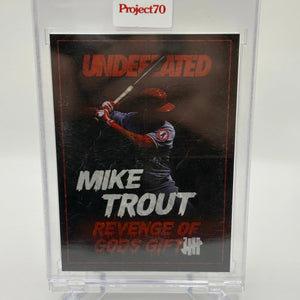 Project70
UNDEFEATED
MIKE
TROUT
REVENGE OF
GODS GIFT